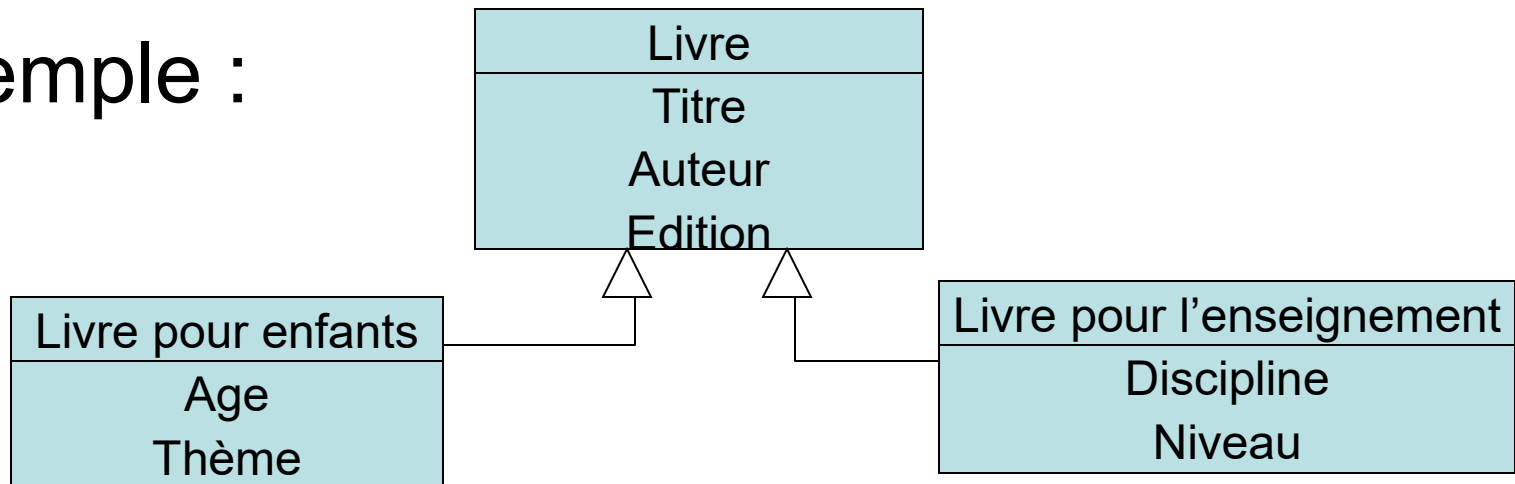 emple :
Livre
Titre
Auteur
Edition
Livre pour enfants
Age
Thème
Livre pour l’enseignement
Discipline
Niveau